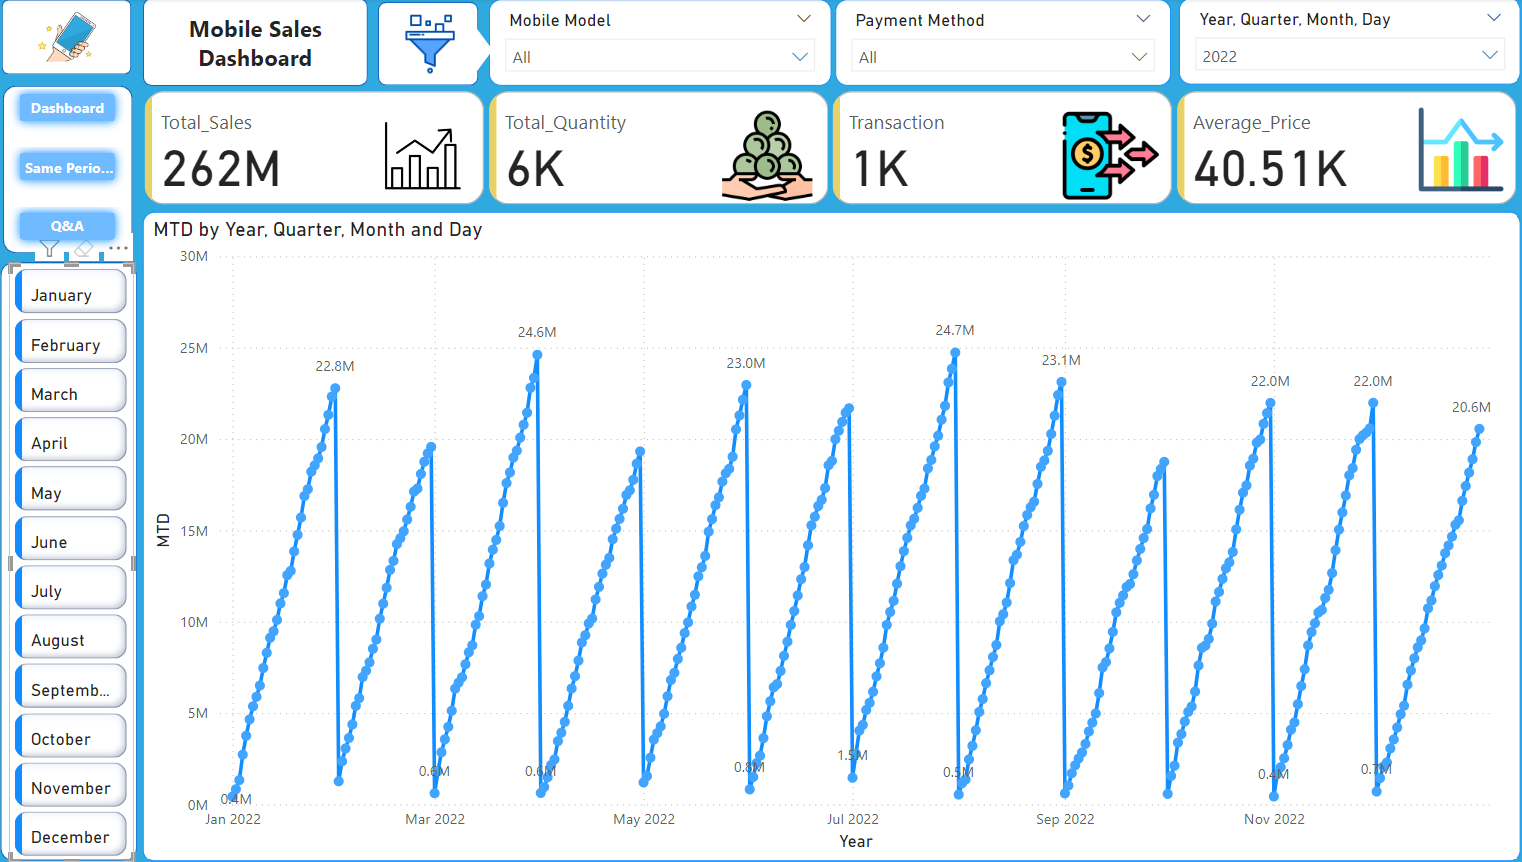 Mobile Sales
Dashboard
Mobile Model
All
Payment Method
All
Year, Quarter, Month, Day
2022
Dashboard
Same Perio...
Q&A
Total_Sales
262M
Total_Quantity
6K
Transaction
1K
$
Average_Price
40.51K
January
February
March
April
May
June
July
August
Septemb...
October
November
December
MTD by Year, Quarter, Month and Day
MTD
30M
25M
20M
15M
10M
5M
0M
22.8M
24.6M
23.0M
24.7M
23.1M
22.0M
22.0M
20.6M
0.4M
0.6M
0.6M
0.8M
1.5M
0.5M
0.4M
0.7M
Jan 2022
Mar 2022
May 2022
Jul 2022
Sep 2022
Nov 2022
Year